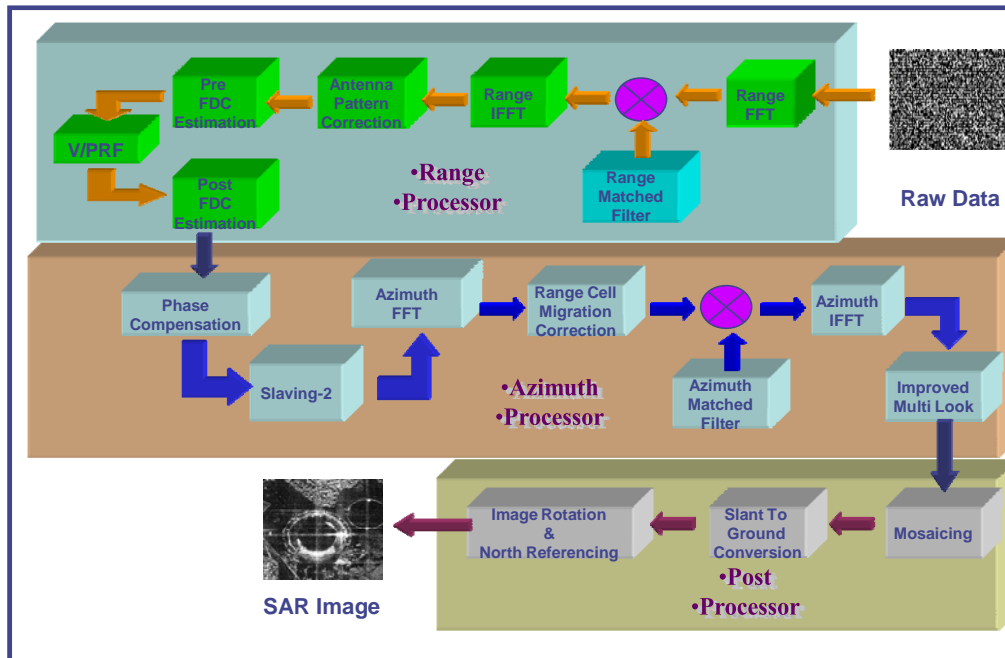 Pre
FDC
Estimation
Antenna
Pattern
Correction
Range
IFFT
Range
FFT
V/PRF
Post
FDC
Estimation
•Range
•Processor
Range
Matched
Filter
Raw Data
Phase
Compensation
Slaving-2
Azimuth
FFT
Range Cell
Migration
Correction
Azimuth
IFFT
•Azimuth
•Processor
Azimuth
Matched
Filter
Improved
Multi Look
Image Rotation
&
North Referencing
Slant To
Ground
Conversion
Mosaicing
•Post
•Processor
SAR Image